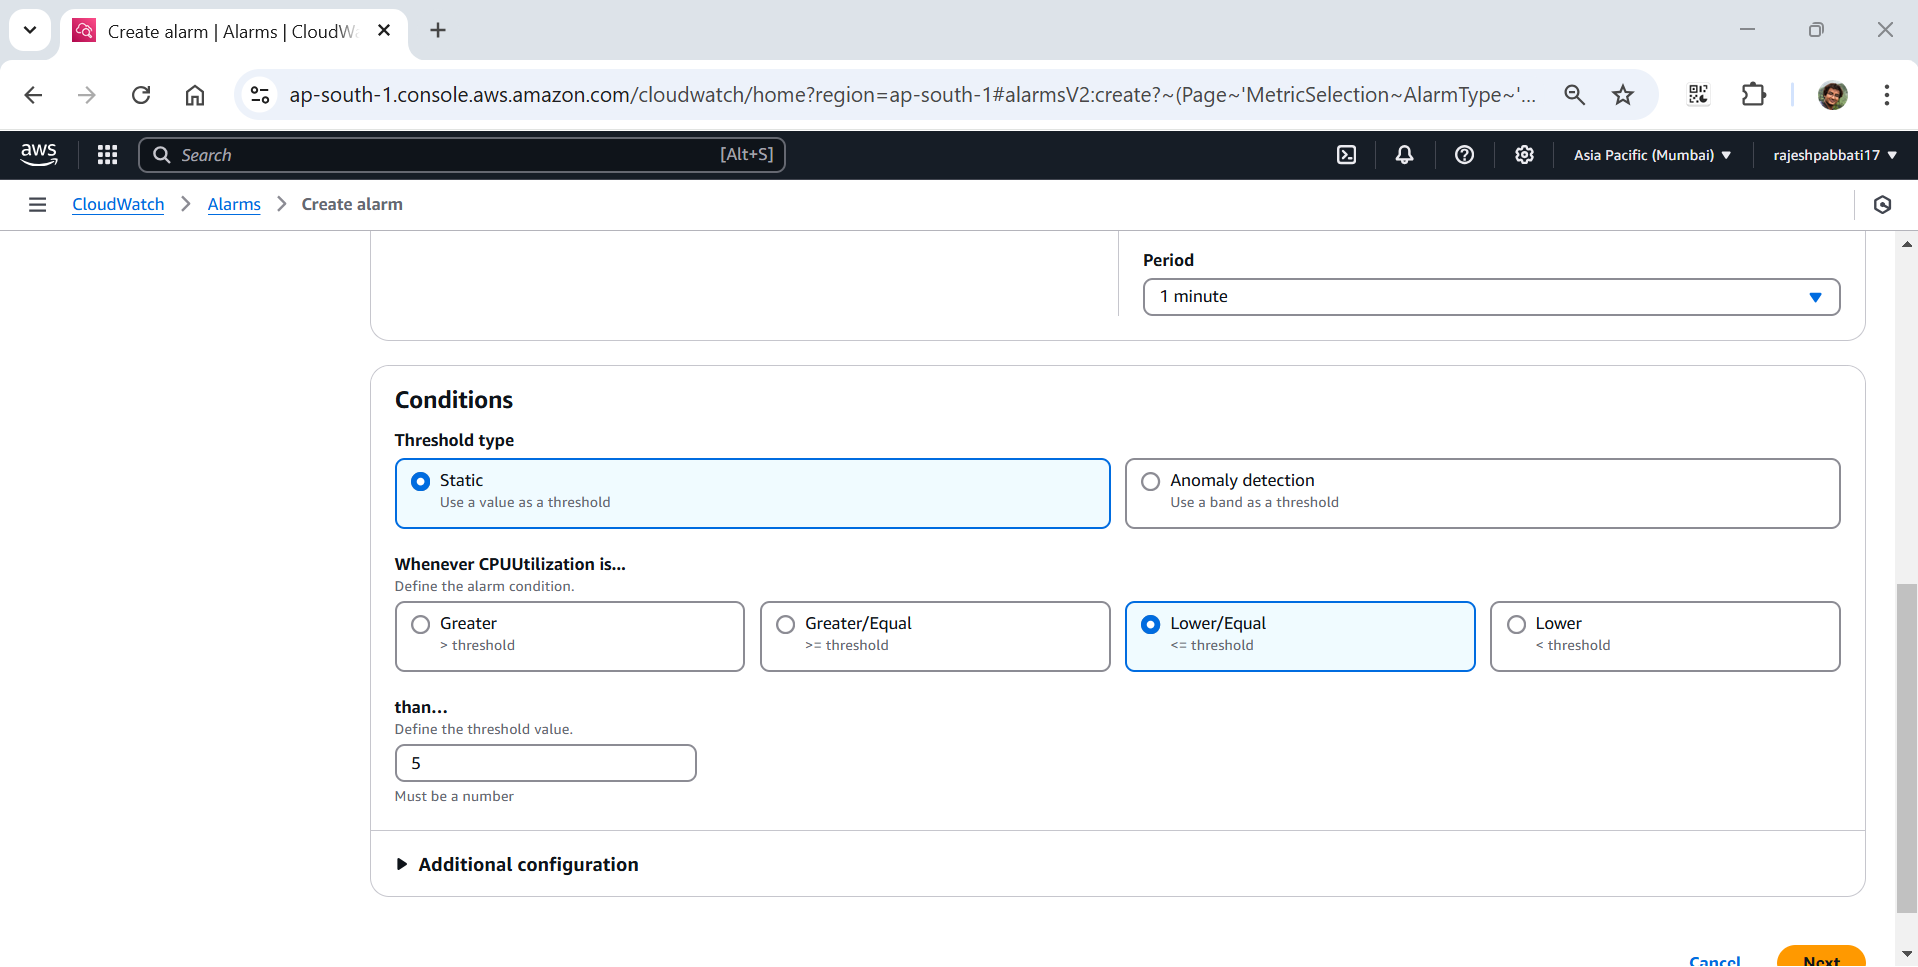 Create alarm | Alarms | CloudWa
ap-south-1.console.aws.amazon.com/cloudwatch/home?region=ap-south-1#alarmsV2:create?~(Page~'MetricSelection~AlarmType~'...
aws
Search
[Alt+S]
Asia Pacific (Mumbai)
rajeshpabbati17
CloudWatch > Alarms > Create alarm
Period
1 minute
Conditions
Threshold type
Static
Use a value as a threshold
Anomaly detection
Use a band as a threshold
Whenever CPUUtilization is...
Define the alarm condition.
Greater
> threshold
Greater/Equal
>= threshold
Lower/Equal
<= threshold
Lower
< threshold
than...
Define the threshold value.
5
Must be a number
Additional configuration
Cancel
Next